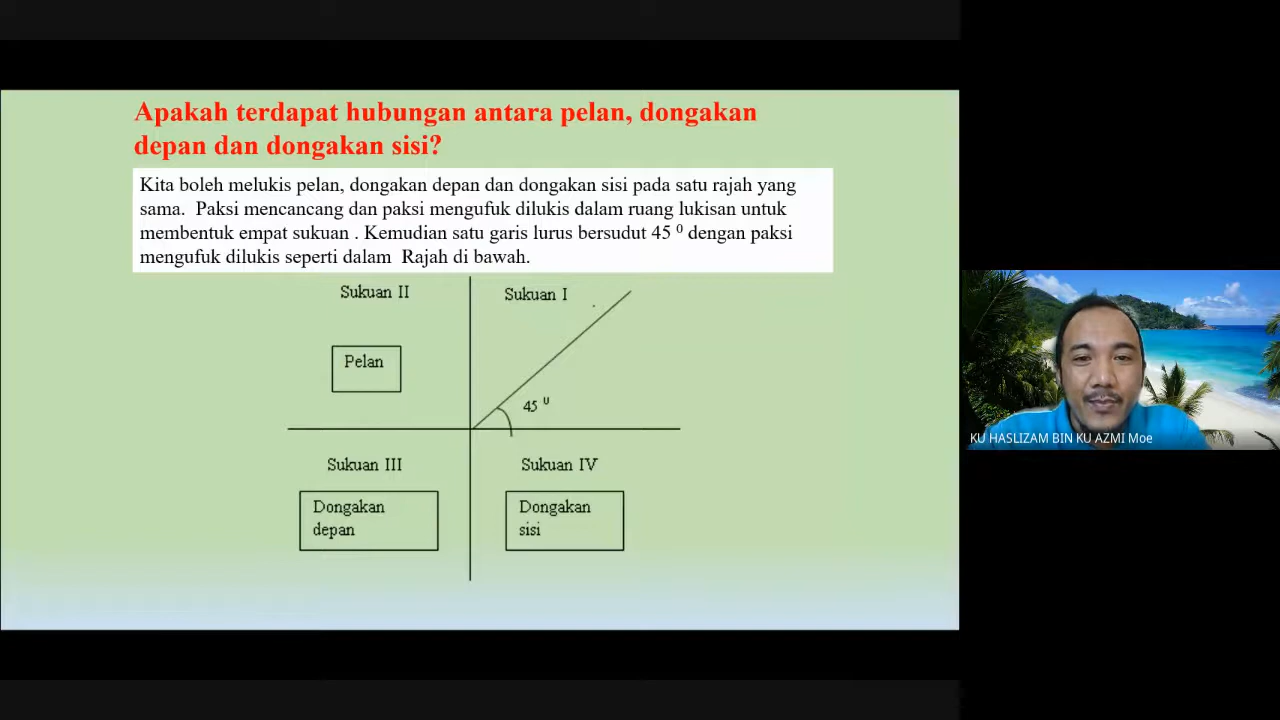 Apakah terdapat hubungan antara pelan, dongakan
depan dan dongakan sisi?
Kita boleh melukis pelan, dongakan depan dan dongakan sisi pada satu rajah yang
sama. Paksi mencancang dan paksi mengufuk dilukis dalam ruang lukisan untuk
membentuk empat sukuan . Kemudian satu garis lurus bersudut 45 ⁰ dengan paksi
mengufuk dilukis seperti dalam Rajah di bawah.
Sukuan II
Sukuan I
Pelan
45 ⁰
Sukuan III
Sukuan IV
Dongakan
depan
Dongakan
sisi
KU HASLIZAM BIN KU AZMI Moe